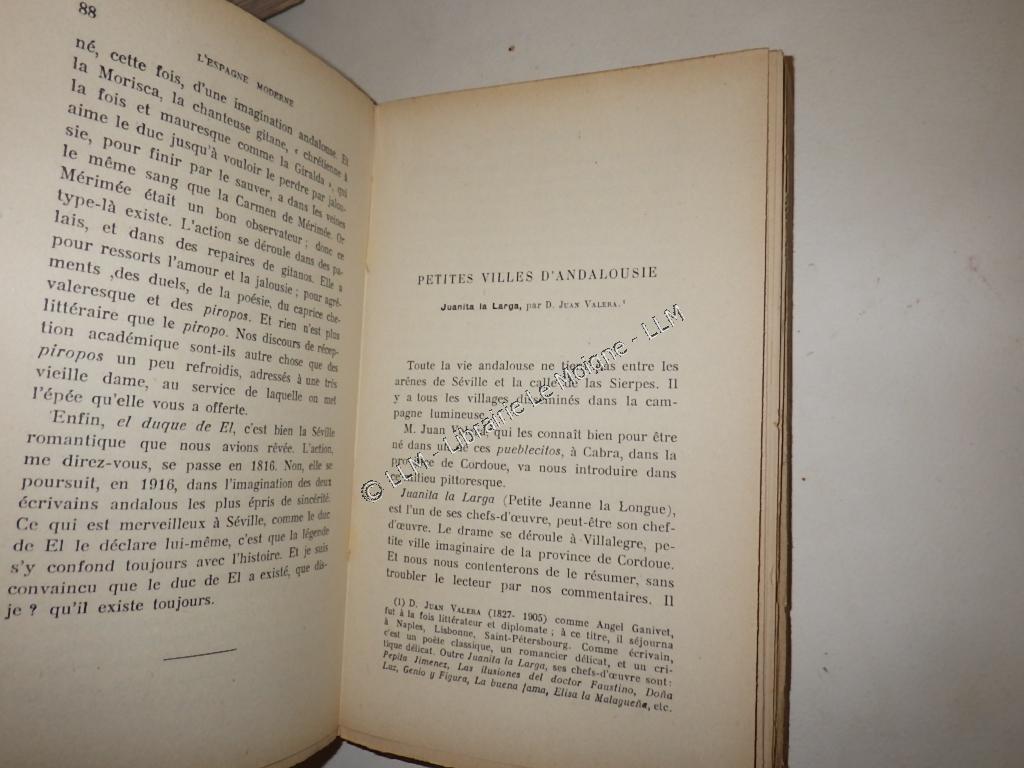 88
L'ESPAGNE MODERNE
né, cette fois, d'une imagination andalouse. Et
la Morisca, la chanteuse gitane, « chrétienne à
la fois et mauresque comme la Giralda », qui
aime le duc jusqu'à vouloir le perdre par jalou-
sie, pour finir par le sauver, a dans les veines
le même sang que la Carmen de Mérimée. Or
Mérimée était un bon observateur ; donc ce
type-là existe. L'action se déroule dans des pa-
lais, et dans des repaires de gitanos. Elle a
pour ressorts l'amour et la jalousie ; pour agré-
ments ,des duels, de la poésie, du caprice che-
valeresque et des piropos. Et rien n'est plus
littéraire que le piropo. Nos discours de récep-
tion académique sont-ils autre chose que des
piropos un peu refroidis, adressés à une très
vieille dame, au service de laquelle on met
l'épée qu'elle vous a offerte.
Enfin, el duque de El, c'est bien la Séville
romantique que nous avions rêvée. L'action,
me direz-vous, se passe en 1816. Non, elle se
poursuit, en 1916, dans l'imagination des deux
écrivains andalous les plus épris de sincérité.
Ce qui est merveilleux à Séville, comme le duc
de El le déclare lui-même, c'est que la légende
s'y confond toujours avec l'histoire. Et je suis
convaincu que le duc de El a existé, que dis-
je ? qu'il existe toujours.
PETITES VILLES D'ANDALOUSIE
Juanita la Larga, par D. JUAN VALERA.¹
Toute la vie andalouse ne tient pas entre les
arènes de Séville et la calle de las Sierpes. Il
y a tous les villages disséminés dans la cam-
pagne lumineuse.
M. Juan Valera, qui les connaît bien pour être
né dans un de ces pueblecitos, à Cabra, dans la
province de Cordoue, va nous introduire dans
milieu pittoresque.
Juanita la Larga (Petite Jeanne la Longue),
est l'un de ses chefs-d'œuvre, peut-être son chef-
d'œuvre. Le drame se déroule à Villalegre, pe-
tite ville imaginaire de la province de Cordoue.
Et nous nous contenterons de le résumer, sans
troubler le lecteur par nos commentaires. Il
(1) D. JUAN VALERA (1827- 1905) comme Angel Ganivet,
fut à la fois littérateur et diplomate ; à ce titre, il séjourna
à Naples, Lisbonne, Saint-Pétersbourg. Comme écrivain,
c'est un poète classique, un romancier délicat, et un cri-
tique délicat. Outre Juanita la Larga, ses chefs-d'œuvre sont :
Pepita Jimenez, Las ilusiones del doctor Faustino, Doña
Luz, Genio y Figura, La buena fama, Elisa la Malagueña, etc.
© LLM - Librairie Le Moigne - LLM